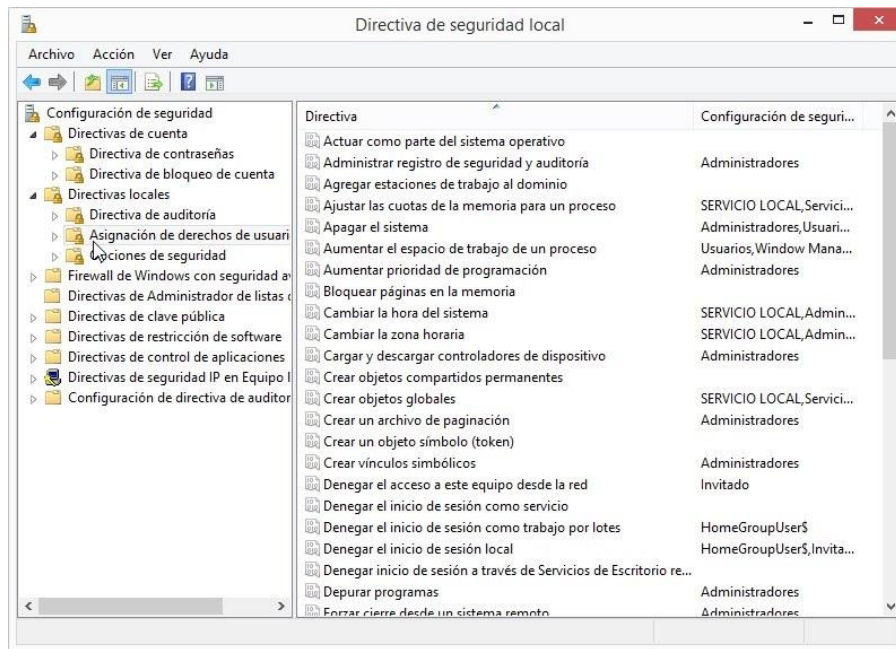 Directiva de seguridad local
Archivo Acción Ver Ayuda
Configuración de seguridad
Directivas de cuenta
Directiva de contraseñas
Directiva de bloqueo de cuenta
Directivas locales
Directiva de auditoría
Asignación de derechos de usuari
Opciones de seguridad
Firewall de Windows con seguridad av
Directivas de Administrador de listas d
Directivas de clave pública
Directivas de restricción de software
Directivas de control de aplicaciones
Directivas de seguridad IP en Equipo l
Configuración de directiva de auditor
Directiva Configuración de seguri...
Actuar como parte del sistema operativo
Administrar registro de seguridad y auditoría Administradores
Agregar estaciones de trabajo al dominio
Ajustar las cuotas de la memoria para un proceso SERVICIO LOCAL,Servici...
Apagar el sistema Administradores,Usuari...
Aumentar el espacio de trabajo de un proceso Usuarios,Window Mana...
Aumentar prioridad de programación Administradores
Bloquear páginas en la memoria
Cambiar la hora del sistema SERVICIO LOCAL,Admin...
Cambiar la zona horaria SERVICIO LOCAL,Admin...
Cargar y descargar controladores de dispositivo Administradores
Crear objetos compartidos permanentes
Crear objetos globales SERVICIO LOCAL,Servici...
Crear un archivo de paginación Administradores
Crear un objeto símbolo (token)
Crear vínculos simbólicos Administradores
Denegar el acceso a este equipo desde la red Invitado
Denegar el inicio de sesión como servicio
Denegar el inicio de sesión como trabajo por lotes HomeGroupUser$
Denegar el inicio de sesión local HomeGroupUser$,Invita...
Denegar inicio de sesión a través de Servicios de Escritorio re...
Depurar programas Administradores
Forzar cierre desde un sistema remoto Administradores